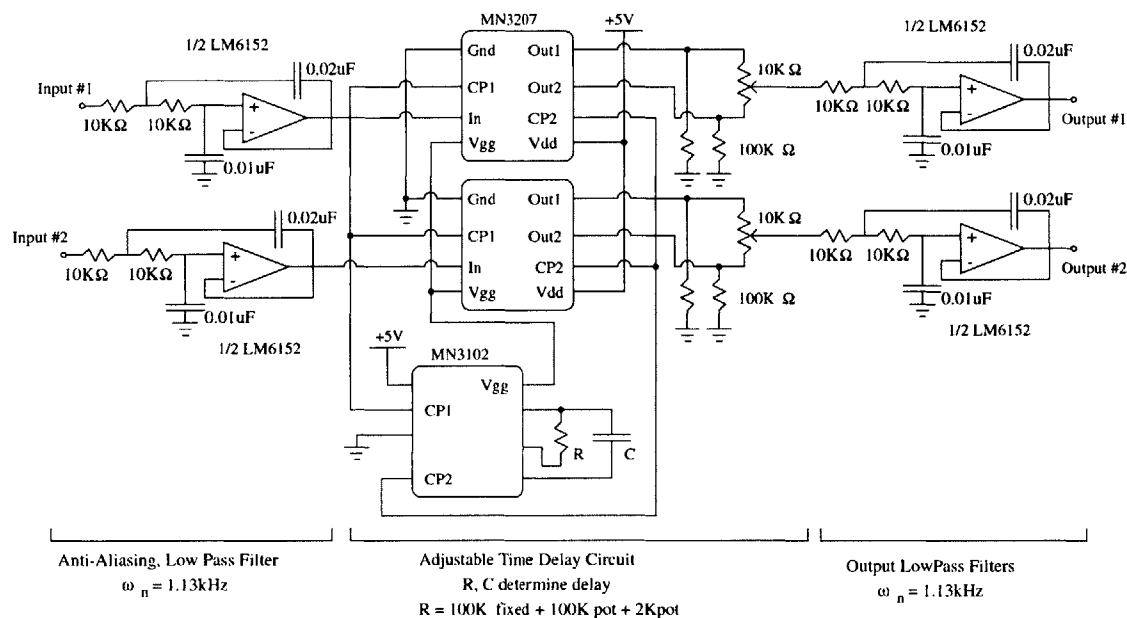 MN3207
+5V
1/2 LM6152
1/2 LM6152
0.02uF
Gnd
Out1
0.02uF
Input #1
CP1
Out2
10K Ω
10KΩ
10KΩ
+
-
In
CP2
10KΩ
10KΩ
+
-
Output #1
0.01uF
Vgg
Vdd
100K Ω
0.01uF
Gnd
Out1
0.02uF
0.02uF
Input #2
CP1
Out2
10K Ω
10KΩ
10KΩ
+
-
In
CP2
10KΩ
10KΩ
+
-
Output #2
0.01uF
Vgg
Vdd
100K Ω
0.01uF
1/2 LM6152
1/2 LM6152
+5V
MN3102
Vgg
CP1
R
C
CP2
Anti-Aliasing, Low Pass Filter
ω n = 1.13kHz
Adjustable Time Delay Circuit
R, C determine delay
R = 100K fixed + 100K pot + 2Kpot
Output LowPass Filters
ω n = 1.13kHz